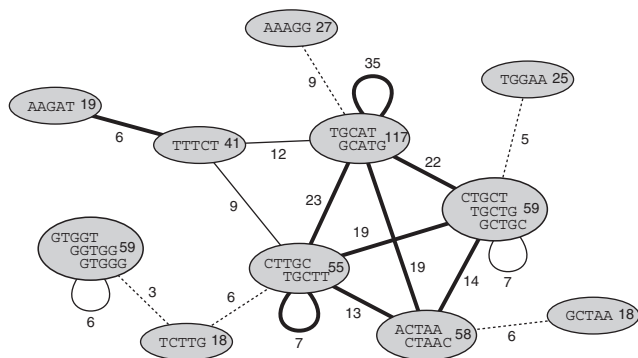 AAAGG 27
35
TGGAA 25
9
AAGAT 19
6
TTTCT 41
12
TGCAT 117
GCATG
5
22
9
23
CTGCT
TGCTG 59
GCTGC
19
GTGGT
GGTGG 59
GTGGG
CTTGC 55
TGCTT
19
14
7
6
3
6
13
7
TCTTG 18
ACTAA 58
CTAAC
6
GCTAA 18